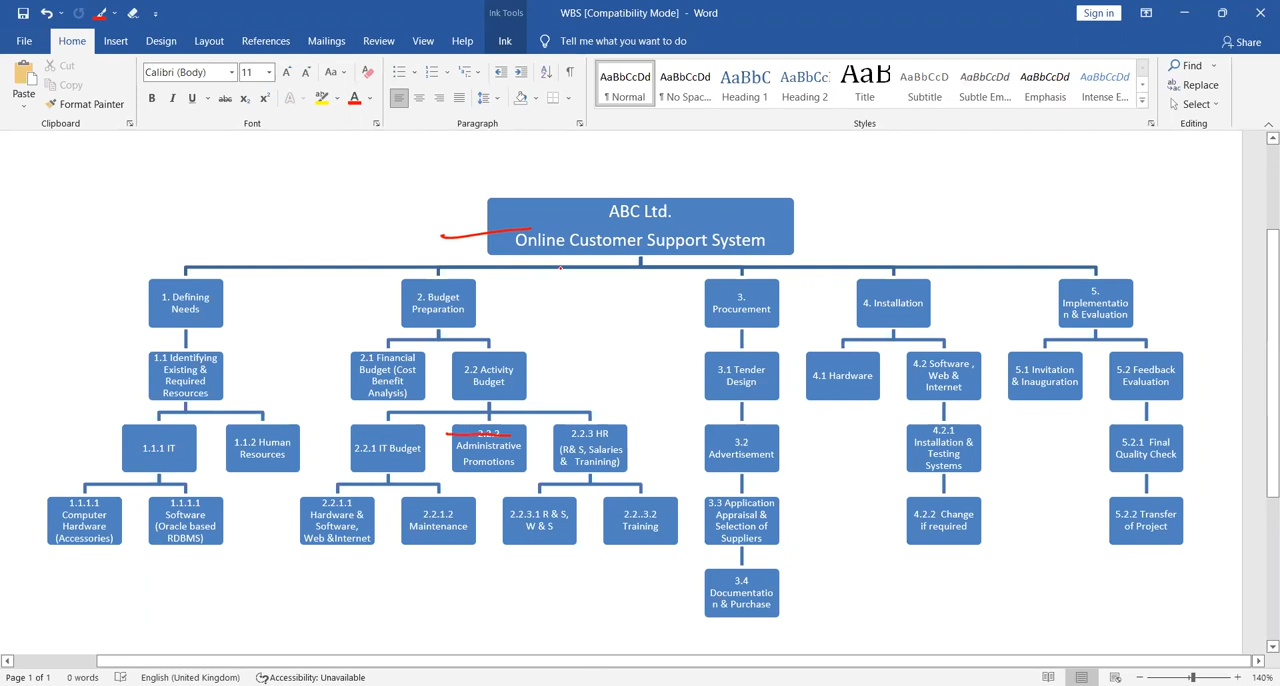 Ink Tools
WBS [Compatibility Mode] - Word
Sign in
File
Home
Insert
Design
Layout
References
Mailings
Review
View
Help
Ink
Tell me what you want to do
Share
Paste
Cut
Copy
Format Painter
Clipboard
Calibri (Body)
11
Font
Paragraph
AaBbCcDd
¶ Normal
AaBbCcDd
¶ No Spac...
AaBbC
Heading 1
AaBbCc
Heading 2
AaB
Title
AaBbCcD
Subtitle
AaBbCcDd
Subtle Em...
AaBbCcDd
Emphasis
AaBbCcDd
Intense E...
Styles
Find
Replace
Select
Editing
ABC Ltd.
Online Customer Support System
1. Defining
Needs
2. Budget
Preparation
3.
Procurement
4. Installation
5.
Implementatio
n & Evaluation
1.1 Identifying
Existing &
Required
Resources
2.1 Financial
Budget (Cost
Benefit
Analysis)
2.2 Activity
Budget
3.1 Tender
Design
4.1 Hardware
4.2 Software ,
Web &
Internet
5.1 Invitation
& Inauguration
5.2 Feedback
Evaluation
1.1.1 IT
1.1.2 Human
Resources
2.2.1 IT Budget
2.2.2
Administrative
Promotions
2.2.3 HR
(R& S, Salaries
& Tranining)
3.2
Advertisement
4.2.1
Installation &
Testing
Systems
5.2.1 Final
Quality Check
1.1.1.1
Computer
Hardware
(Accessories)
1.1.1.1
Software
(Oracle based
RDBMS)
2.2.1.1
Hardware &
Software,
Web &Internet
2.2.1.2
Maintenance
2.2.3.1 R & S,
W & S
2.2..3.2
Training
3.3 Application
Appraisal &
Selection of
Suppliers
4.2.2 Change
if required
5.2.2 Transfer
of Project
3.4
Documentatio
n & Purchase
Page 1 of 1
0 words
English (United Kingdom)
Accessibility: Unavailable
140%